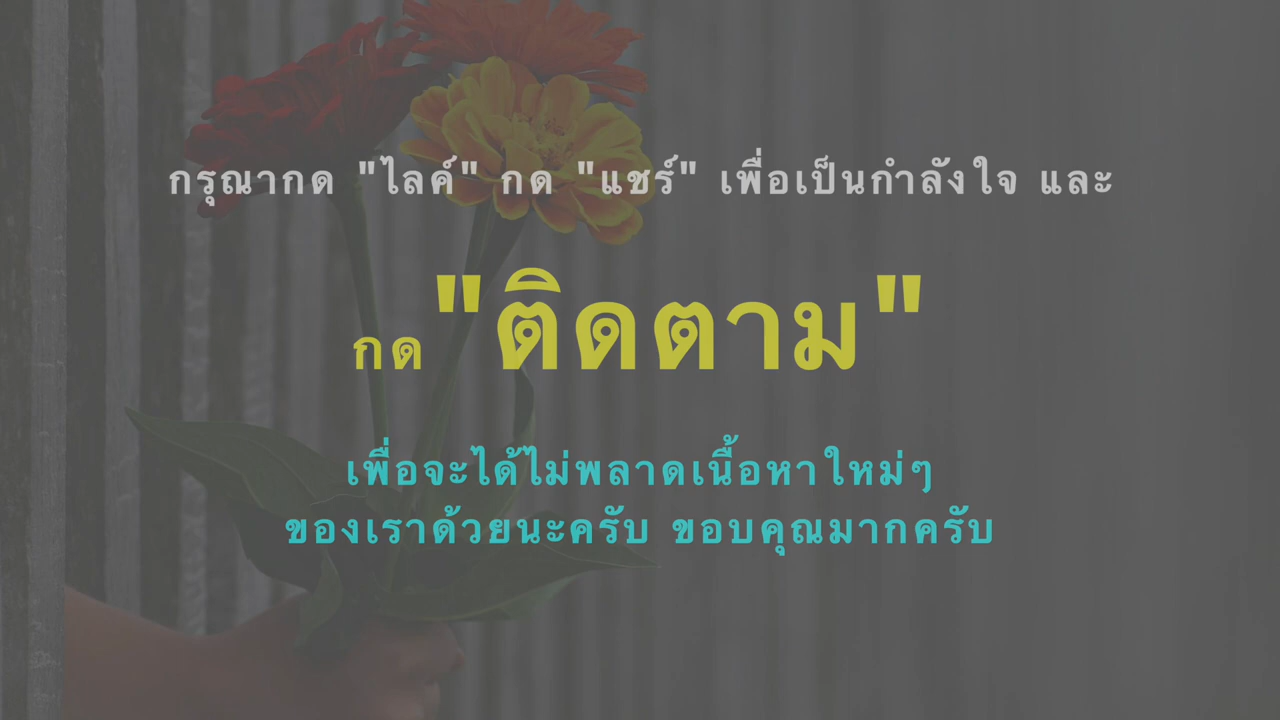 กรุณากด "ไลค์" กด "แชร์" เพื่อเป็นกำลังใจ และ
กด "ติดตาม"
เพื่อจะได้ไม่พลาดเนื้อหาใหม่ๆ
ของเราด้วยนะครับ ขอบคุณมากครับ